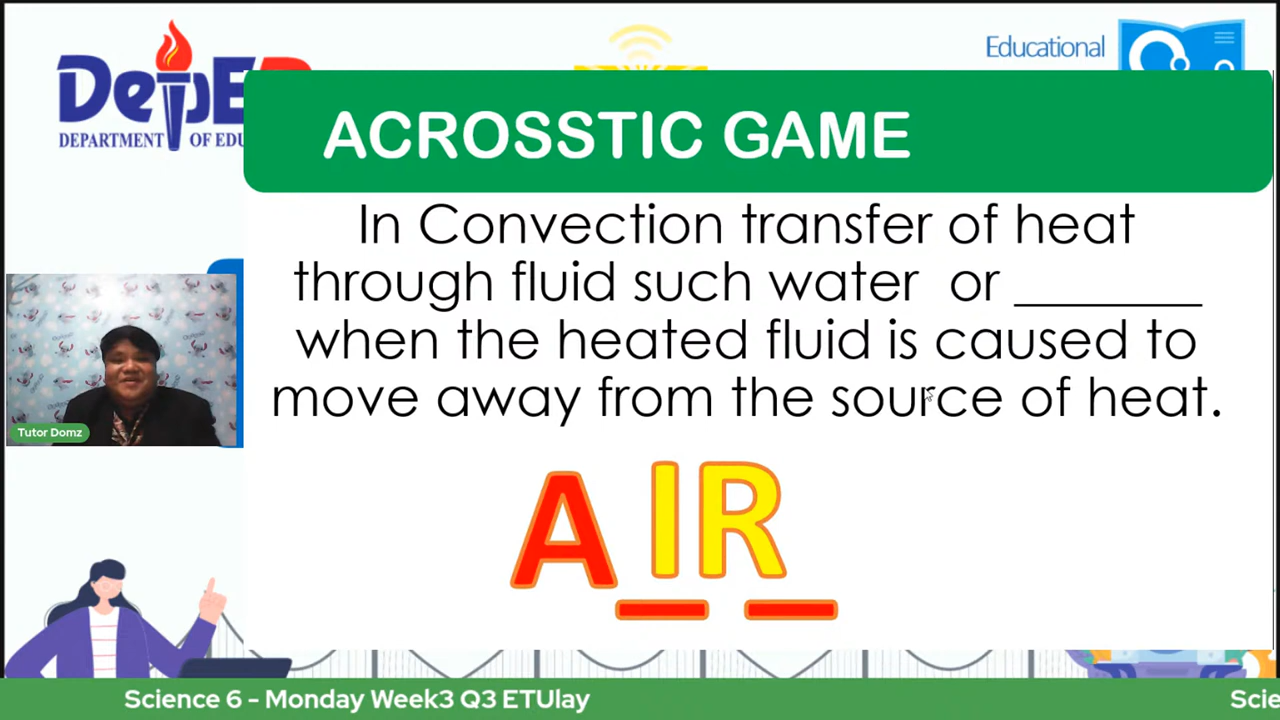 DepED
DEPARTMENT OF EDU
Educational
ACROSSTIC GAME
In Convection transfer of heat
through fluid such water or _______
when the heated fluid is caused to
move away from the source of heat.
AIR
Tutor Domz
Science 6 - Monday Week3 Q3 ETUlay
Scie